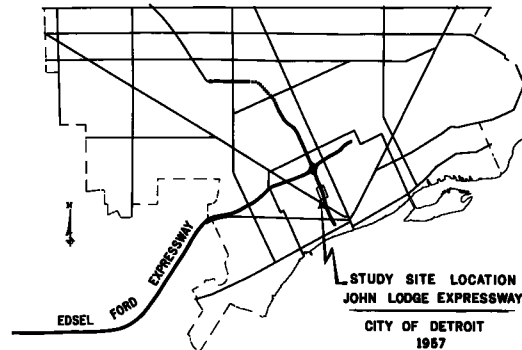 N
STUDY SITE LOCATION
JOHN LODGE EXPRESSWAY
CITY OF DETROIT
1957
EDSEL FORD EXPRESSWAY